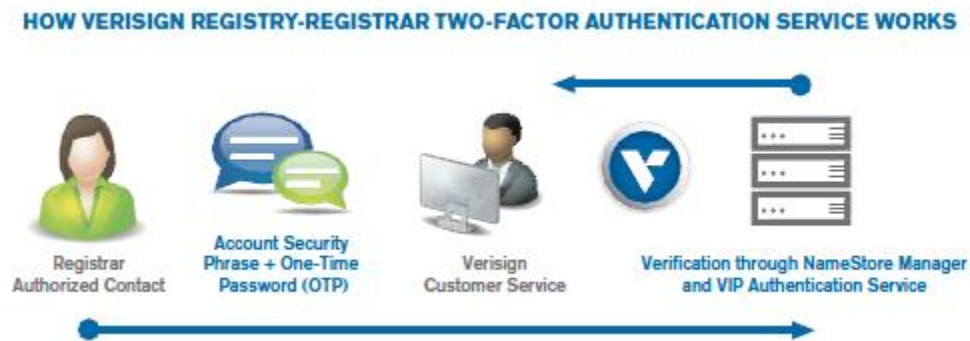 HOW VERISIGN REGISTRY-REGISTRAR TWO-FACTOR AUTHENTICATION SERVICE WORKS
Registrar
Authorized Contact
Account Security
Phrase + One-Time
Password (OTP)
Verisign
Customer Service
Verification through NameStore Manager
and VIP Authentication Service